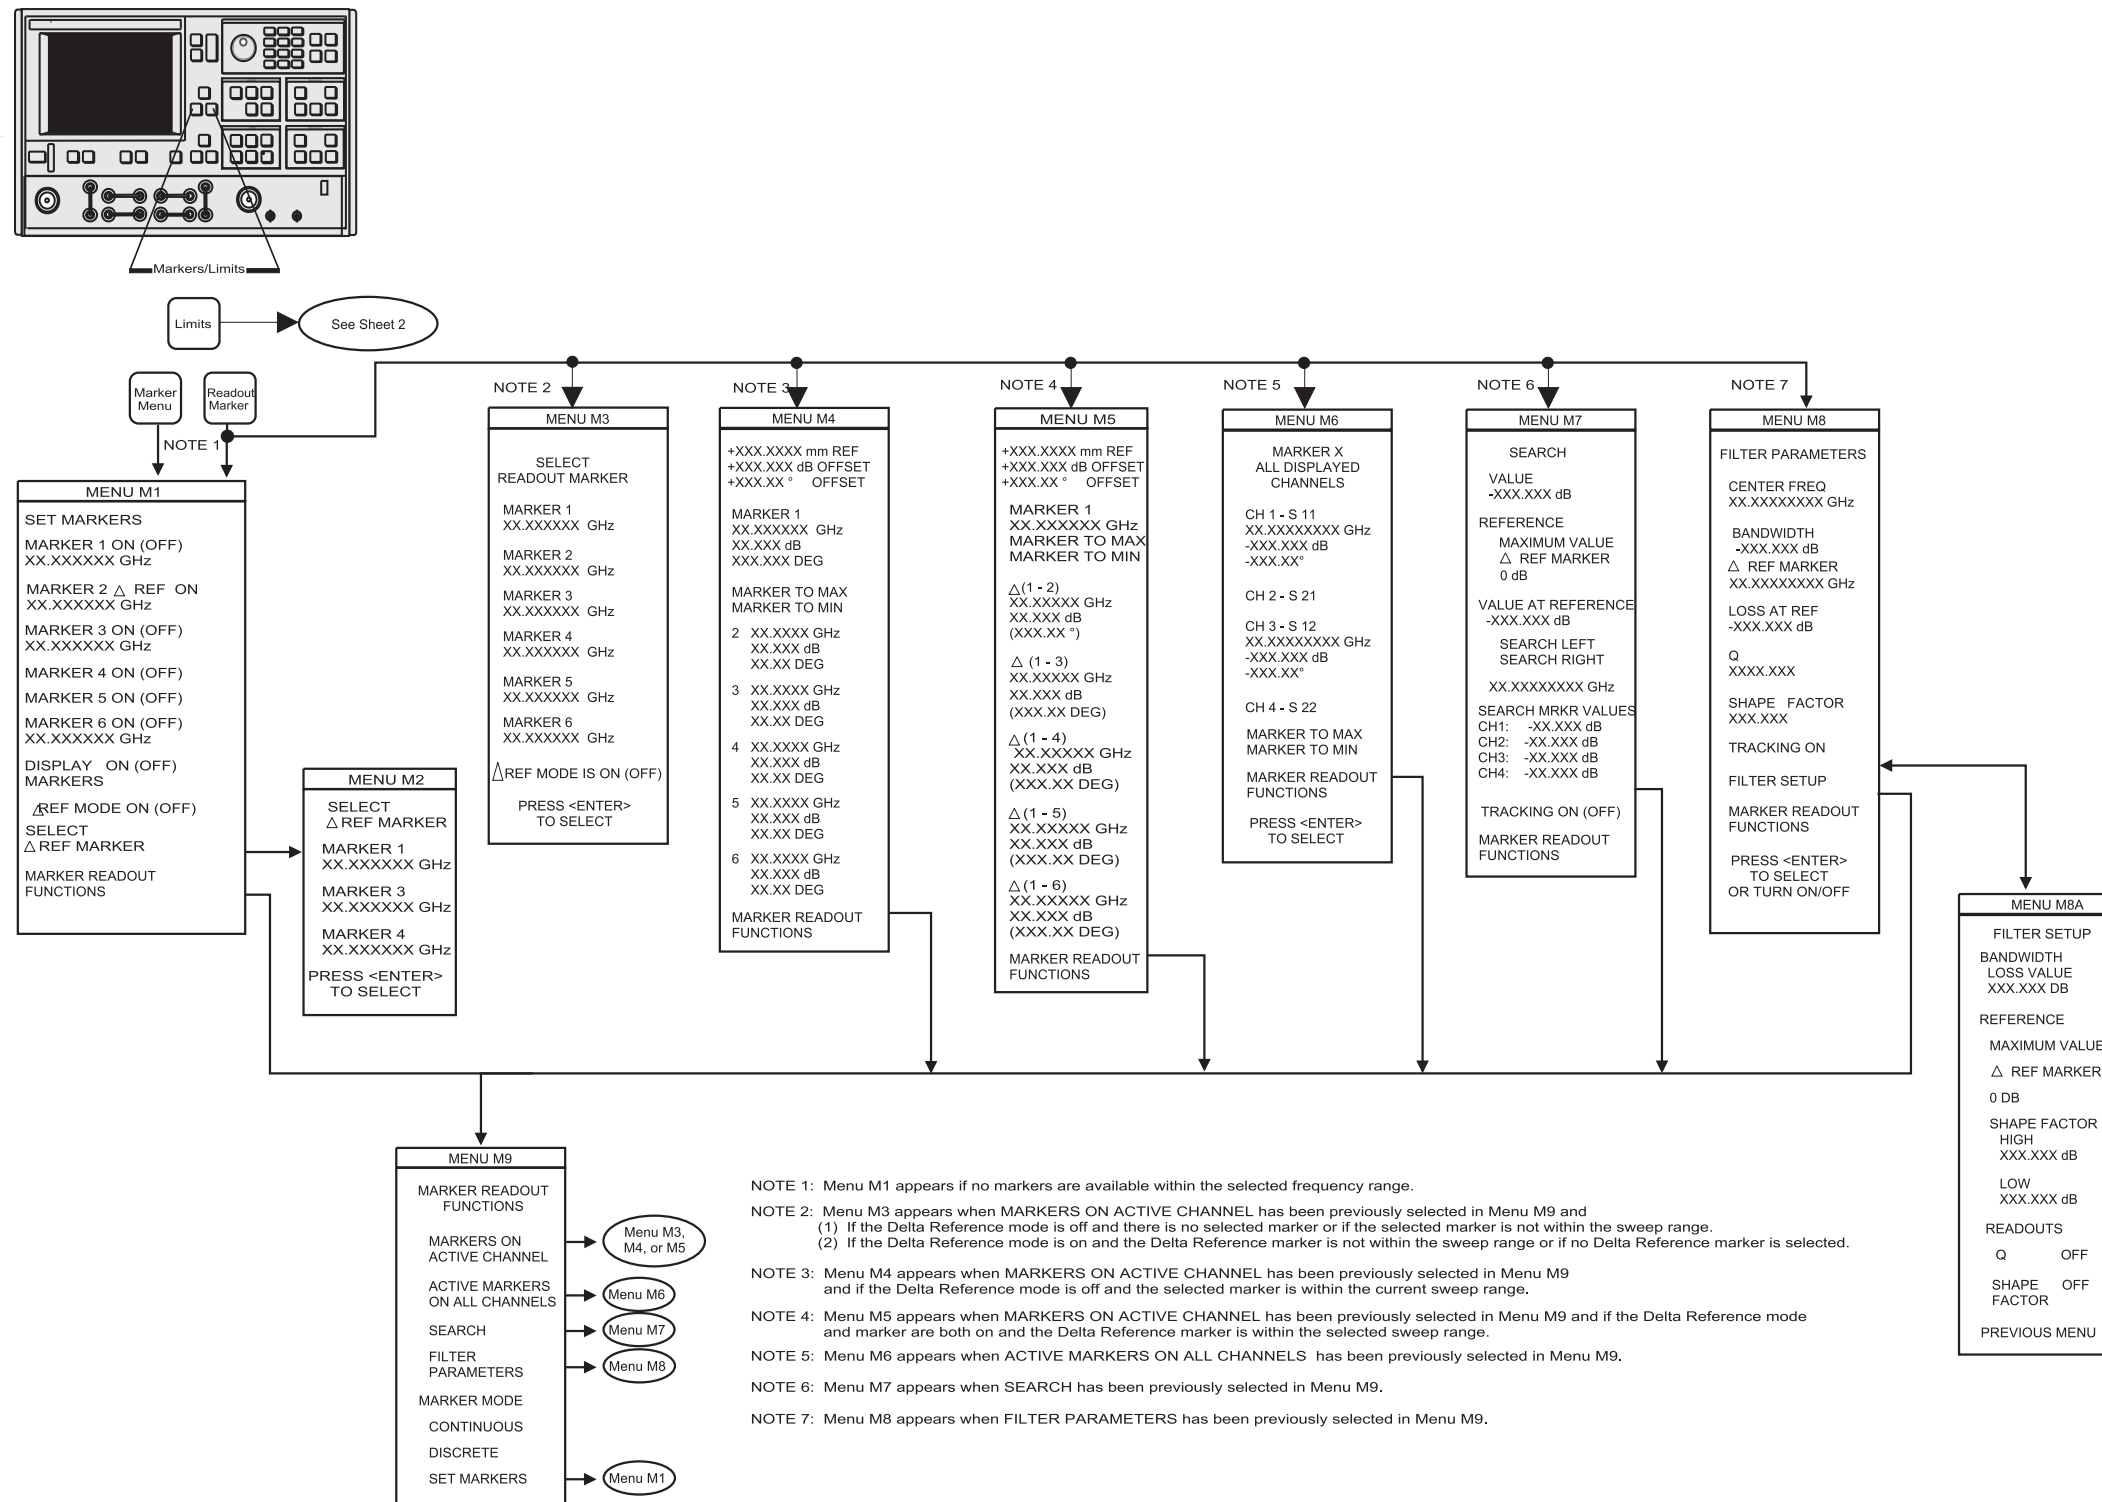 Markers/Limits
Limits
See Sheet 2
Marker
Menu
Readout
Marker
NOTE 1
MENU M1
SET MARKERS
MARKER 1 ON (OFF)
XX.XXXXXX GHz
MARKER 2 △ REF ON
XX.XXXXXX GHz
MARKER 3 ON (OFF)
XX.XXXXXX GHz
MARKER 4 ON (OFF)
MARKER 5 ON (OFF)
MARKER 6 ON (OFF)
XX.XXXXXX GHz
DISPLAY ON (OFF)
MARKERS
△REF MODE ON (OFF)
SELECT
△ REF MARKER
MARKER READOUT
FUNCTIONS
MENU M2
SELECT
△ REF MARKER
MARKER 1
XX.XXXXXX GHz
MARKER 3
XX.XXXXXX GHz
MARKER 4
XX.XXXXXX GHz
PRESS <ENTER>
TO SELECT
NOTE 2
MENU M3
SELECT
READOUT MARKER
MARKER 1
XX.XXXXXX GHz
MARKER 2
XX.XXXXXX GHz
MARKER 3
XX.XXXXXX GHz
MARKER 4
XX.XXXXXX GHz
MARKER 5
XX.XXXXXX GHz
MARKER 6
XX.XXXXXX GHz
△REF MODE IS ON (OFF)
PRESS <ENTER>
TO SELECT
NOTE 3
MENU M4
+XXX.XXXX mm REF
+XXX.XXX dB OFFSET
+XXX.XX ° OFFSET
MARKER 1
XX.XXXXXX GHz
XX.XXX dB
XXX.XXX DEG
MARKER TO MAX
MARKER TO MIN
2 XX.XXXX GHz
XX.XXX dB
XX.XX DEG
3 XX.XXXX GHz
XX.XXX dB
XX.XX DEG
4 XX.XXXX GHz
XX.XXX dB
XX.XX DEG
5 XX.XXXX GHz
XX.XXX dB
XX.XX DEG
6 XX.XXXX GHz
XX.XXX dB
XX.XX DEG
MARKER READOUT
FUNCTIONS
NOTE 4
MENU M5
+XXX.XXXX mm REF
+XXX.XXX dB OFFSET
+XXX.XX ° OFFSET
MARKER 1
XX.XXXXXX GHz
MARKER TO MAX
MARKER TO MIN
△(1 - 2)
XX.XXXXX GHz
XX.XXX dB
(XXX.XX °)
△ (1 - 3)
XX.XXXXX GHz
XX.XXX dB
(XXX.XX DEG)
△(1 - 4)
XX.XXXXX GHz
XX.XXX dB
(XXX.XX DEG)
△(1 - 5)
XX.XXXXX GHz
XX.XXX dB
(XXX.XX DEG)
△(1 - 6)
XX.XXXXX GHz
XX.XXX dB
(XXX.XX DEG)
MARKER READOUT
FUNCTIONS
NOTE 5
MENU M6
MARKER X
ALL DISPLAYED
CHANNELS
CH 1 - S 11
XX.XXXXXXXX GHz
-XXX.XXX dB
-XXX.XX°
CH 2 - S 21
CH 3 - S 12
XX.XXXXXXXX GHz
-XXX.XXX dB
-XXX.XX°
CH 4 - S 22
MARKER TO MAX
MARKER TO MIN
MARKER READOUT
FUNCTIONS
PRESS <ENTER>
TO SELECT
NOTE 6
MENU M7
SEARCH
VALUE
-XXX.XXX dB
REFERENCE
MAXIMUM VALUE
△ REF MARKER
0 dB
VALUE AT REFERENCE
-XXX.XXX dB
SEARCH LEFT
SEARCH RIGHT
XX.XXXXXXXX GHz
SEARCH MRKR VALUES
CH1: -XX.XXX dB
CH2: -XX.XXX dB
CH3: -XX.XXX dB
CH4: -XX.XXX dB
TRACKING ON (OFF)
MARKER READOUT
FUNCTIONS
NOTE 7
MENU M8
FILTER PARAMETERS
CENTER FREQ
XX.XXXXXXXX GHz
BANDWIDTH
-XXX.XXX dB
△ REF MARKER
XX.XXXXXXXX GHz
LOSS AT REF
-XXX.XXX dB
Q
XXXX.XXX
SHAPE FACTOR
XXX.XXX
TRACKING ON
FILTER SETUP
MARKER READOUT
FUNCTIONS
PRESS <ENTER>
TO SELECT
OR TURN ON/OFF
MENU M8A
FILTER SETUP
BANDWIDTH
LOSS VALUE
XXX.XXX DB
REFERENCE
MAXIMUM VALUE
△ REF MARKER
0 DB
SHAPE FACTOR
HIGH
XXX.XXX dB
LOW
XXX.XXX dB
READOUTS
Q OFF
SHAPE OFF
FACTOR
PREVIOUS MENU
MENU M9
MARKER READOUT
FUNCTIONS
MARKERS ON
ACTIVE CHANNEL
Menu M3,
M4, or M5
ACTIVE MARKERS
ON ALL CHANNELS
Menu M6
SEARCH
Menu M7
FILTER
PARAMETERS
Menu M8
MARKER MODE
CONTINUOUS
DISCRETE
SET MARKERS
Menu M1
NOTE 1: Menu M1 appears if no markers are available within the selected frequency range.
NOTE 2: Menu M3 appears when MARKERS ON ACTIVE CHANNEL has been previously selected in Menu M9 and
(1) If the Delta Reference mode is off and there is no selected marker or if the selected marker is not within the sweep range.
(2) If the Delta Reference mode is on and the Delta Reference marker is not within the sweep range or if no Delta Reference marker is selected.
NOTE 3: Menu M4 appears when MARKERS ON ACTIVE CHANNEL has been previously selected in Menu M9
and if the Delta Reference mode is off and the selected marker is within the current sweep range.
NOTE 4: Menu M5 appears when MARKERS ON ACTIVE CHANNEL has been previously selected in Menu M9 and if the Delta Reference mode
and marker are both on and the Delta Reference marker is within the selected sweep range.
NOTE 5: Menu M6 appears when ACTIVE MARKERS ON ALL CHANNELS has been previously selected in Menu M9.
NOTE 6: Menu M7 appears when SEARCH has been previously selected in Menu M9.
NOTE 7: Menu M8 appears when FILTER PARAMETERS has been previously selected in Menu M9.